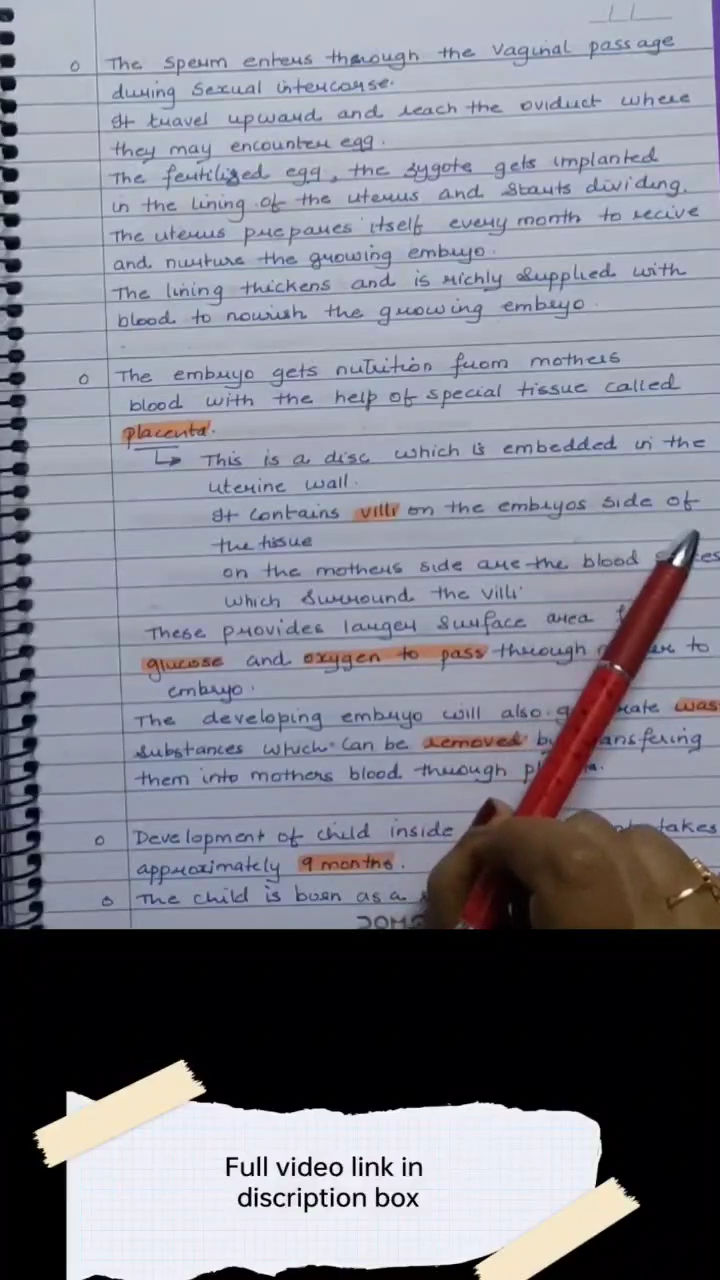 The sperm enters through the vaginal passage
during sexual intercourse.
It travel upward and reach the oviduct where
they may encounter egg.
The fertilized egg, the zygote gets implanted
in the lining of the uterus and starts dividing.
The uterus prepares itself every month to recive
and nurture the growing embryo.
The lining thickens and is richly supplied with
blood to nourish the growing embryo.
The embryo gets nutrition from mothers
blood with the help of special tissue called
placenta.
↳ This is a disc which is embedded in the
uterine wall.
It contains villi on the embryos side of
the tissue
on the mothers side are the blood
which surround the villi
These provides larger surface area
glucose and oxygen to pass through to
embryo.
The developing embryo will also
substances which can be removed
them into mothers blood through
Development of child inside takes
approximately 9 months.
The child is born as a
DOMS
Full video link in
discription box